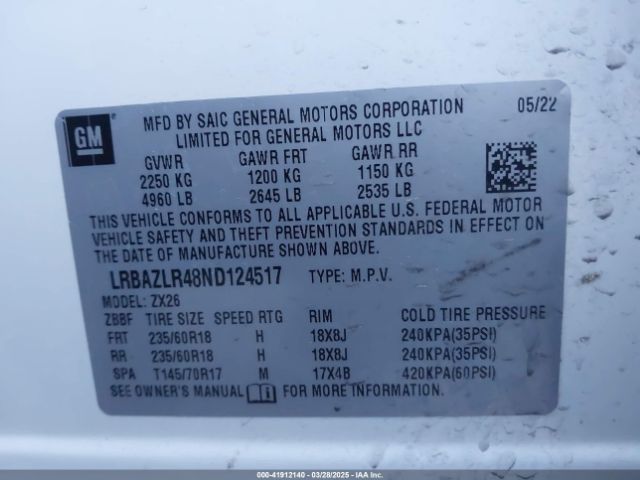 GM
MFD BY SAIC GENERAL MOTORS CORPORATION 05/22
LIMITED FOR GENERAL MOTORS LLC
GVWR GAWR FRT GAWR RR
2250 KG 1200 KG 1150 KG
4960 LB 2645 LB 2535 LB
THIS VEHICLE CONFORMS TO ALL APPLICABLE U.S. FEDERAL MOTOR
VEHICLE SAFETY AND THEFT PREVENTION STANDARDS IN EFFECT ON
THE DATE OF MANUFACTURE SHOWN ABOVE.
LRBAZLR48ND124517 TYPE: M.P.V.
MODEL: ZX26
ZBBF TIRE SIZE SPEED RTG RIM COLD TIRE PRESSURE
FRT 235/60R18 H 18X8J 240KPA(35PSI)
RR 235/60R18 H 18X8J 240KPA(35PSI)
SPA T145/70R17 M 17X4B 420KPA(60PSI)
SEE OWNER'S MANUAL FOR MORE INFORMATION.
000-41912140 - 03/28/2025 - IAAI.COM